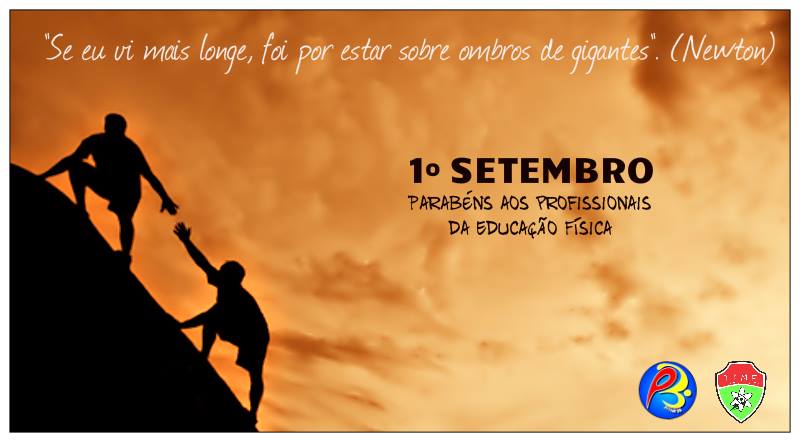 "Se eu vi mais longe, foi por estar sobre ombros de gigantes". (Newton)
1º SETEMBRO
PARABÉNS AOS PROFISSIONAIS
DA EDUCAÇÃO FÍSICA